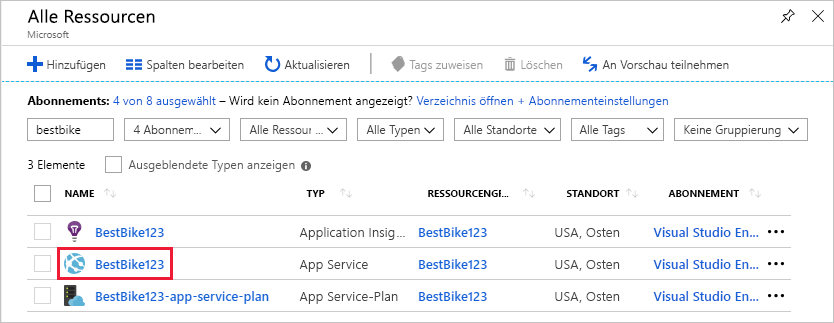 Alle Ressourcen
Microsoft
Hinzufügen Spalten bearbeiten Aktualisieren Tags zuweisen Löschen An Vorschau teilnehmen
Abonnements: 4 von 8 ausgewählt – Wird kein Abonnement angezeigt? Verzeichnis öffnen + Abonnementeinstellungen
bestbike 4 Abonnem... Alle Ressour ... Alle Typen Alle Standorte Alle Tags Keine Gruppierung
3 Elemente Ausgeblendete Typen anzeigen
NAME TYP RESSOURCENGI... STANDORT ABONNEMENT
BestBike123 Application Insig... BestBike123 USA, Osten Visual Studio En...
BestBike123 App Service BestBike123 USA, Osten Visual Studio En...
BestBike123-app-service-plan App Service-Plan BestBike123 USA, Osten Visual Studio En...